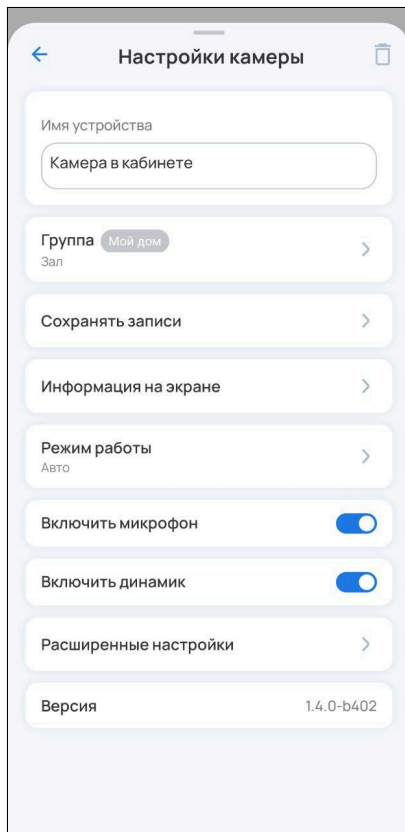 Настройки камеры
Имя устройства
Камера в кабинете
Группа Мой дом
Зал
Сохранять записи
Информация на экране
Режим работы
Авто
Включить микрофон
Включить динамик
Расширенные настройки
Версия 1.4.0-b402